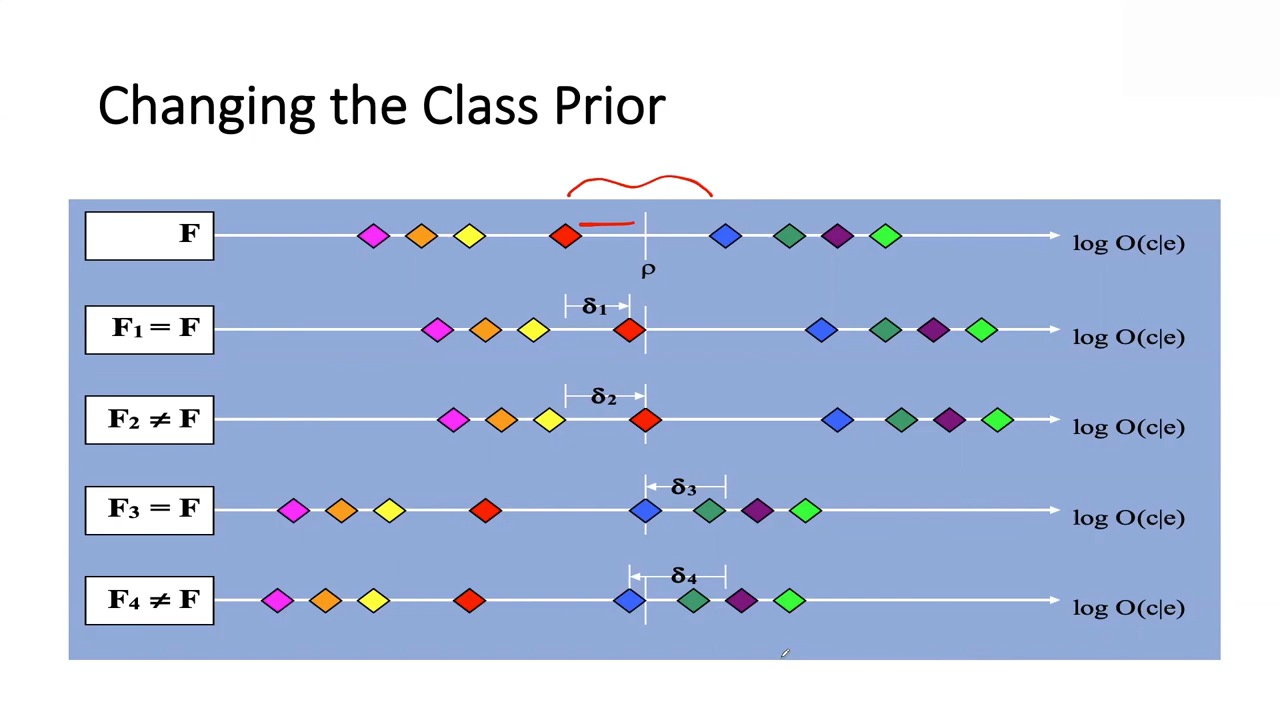 Changing the Class Prior
F
log O(c|e)
ρ
F₁ = F
δ₁
log O(c|e)
F₂ ≠ F
δ₂
log O(c|e)
F₃ = F
δ₃
log O(c|e)
F₄ ≠ F
δ₄
log O(c|e)